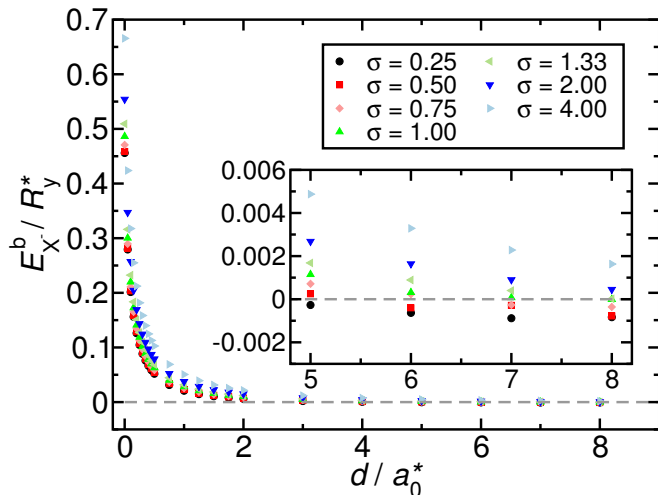 0.7
0.6
0.5
0.4
0.3
0.2
0.1
0
E^b_{X^-} / R^*_y
σ = 0.25
σ = 0.50
σ = 0.75
σ = 1.00
σ = 1.33
σ = 2.00
σ = 4.00
0.006
0.004
0.002
0
-0.002
5 6 7 8
0 2 4 6 8
d / a^*_0